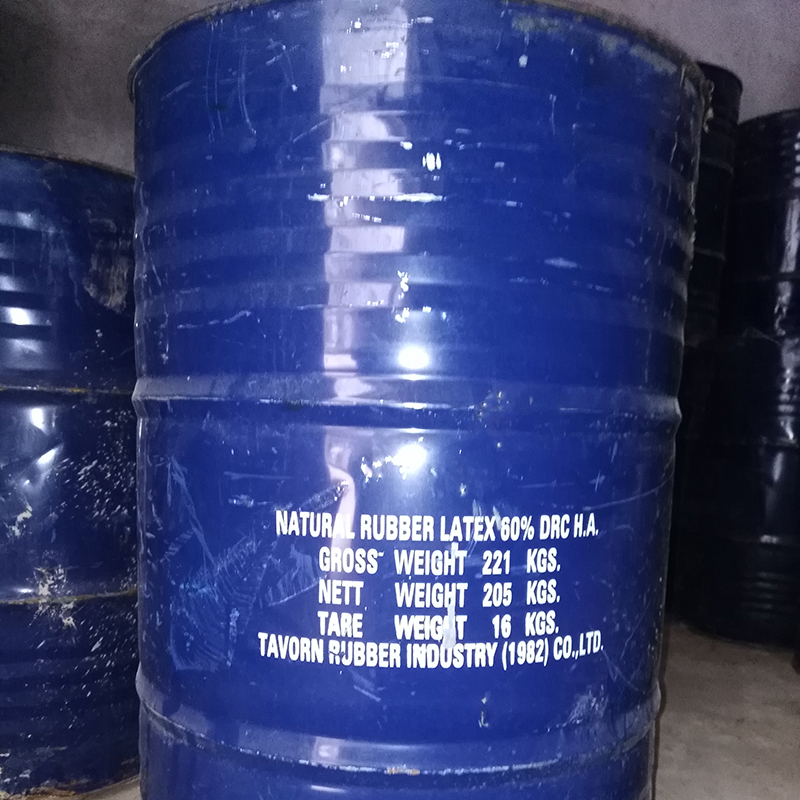 NATURAL RUBBER LATEX 60% DRC H.A.
GROSS WEIGHT 221 KGS.
NETT WEIGHT 205 KGS.
TARE WEIGHT 16 KGS.
TAVORN RUBBER INDUSTRY (1982) CO.,LTD.